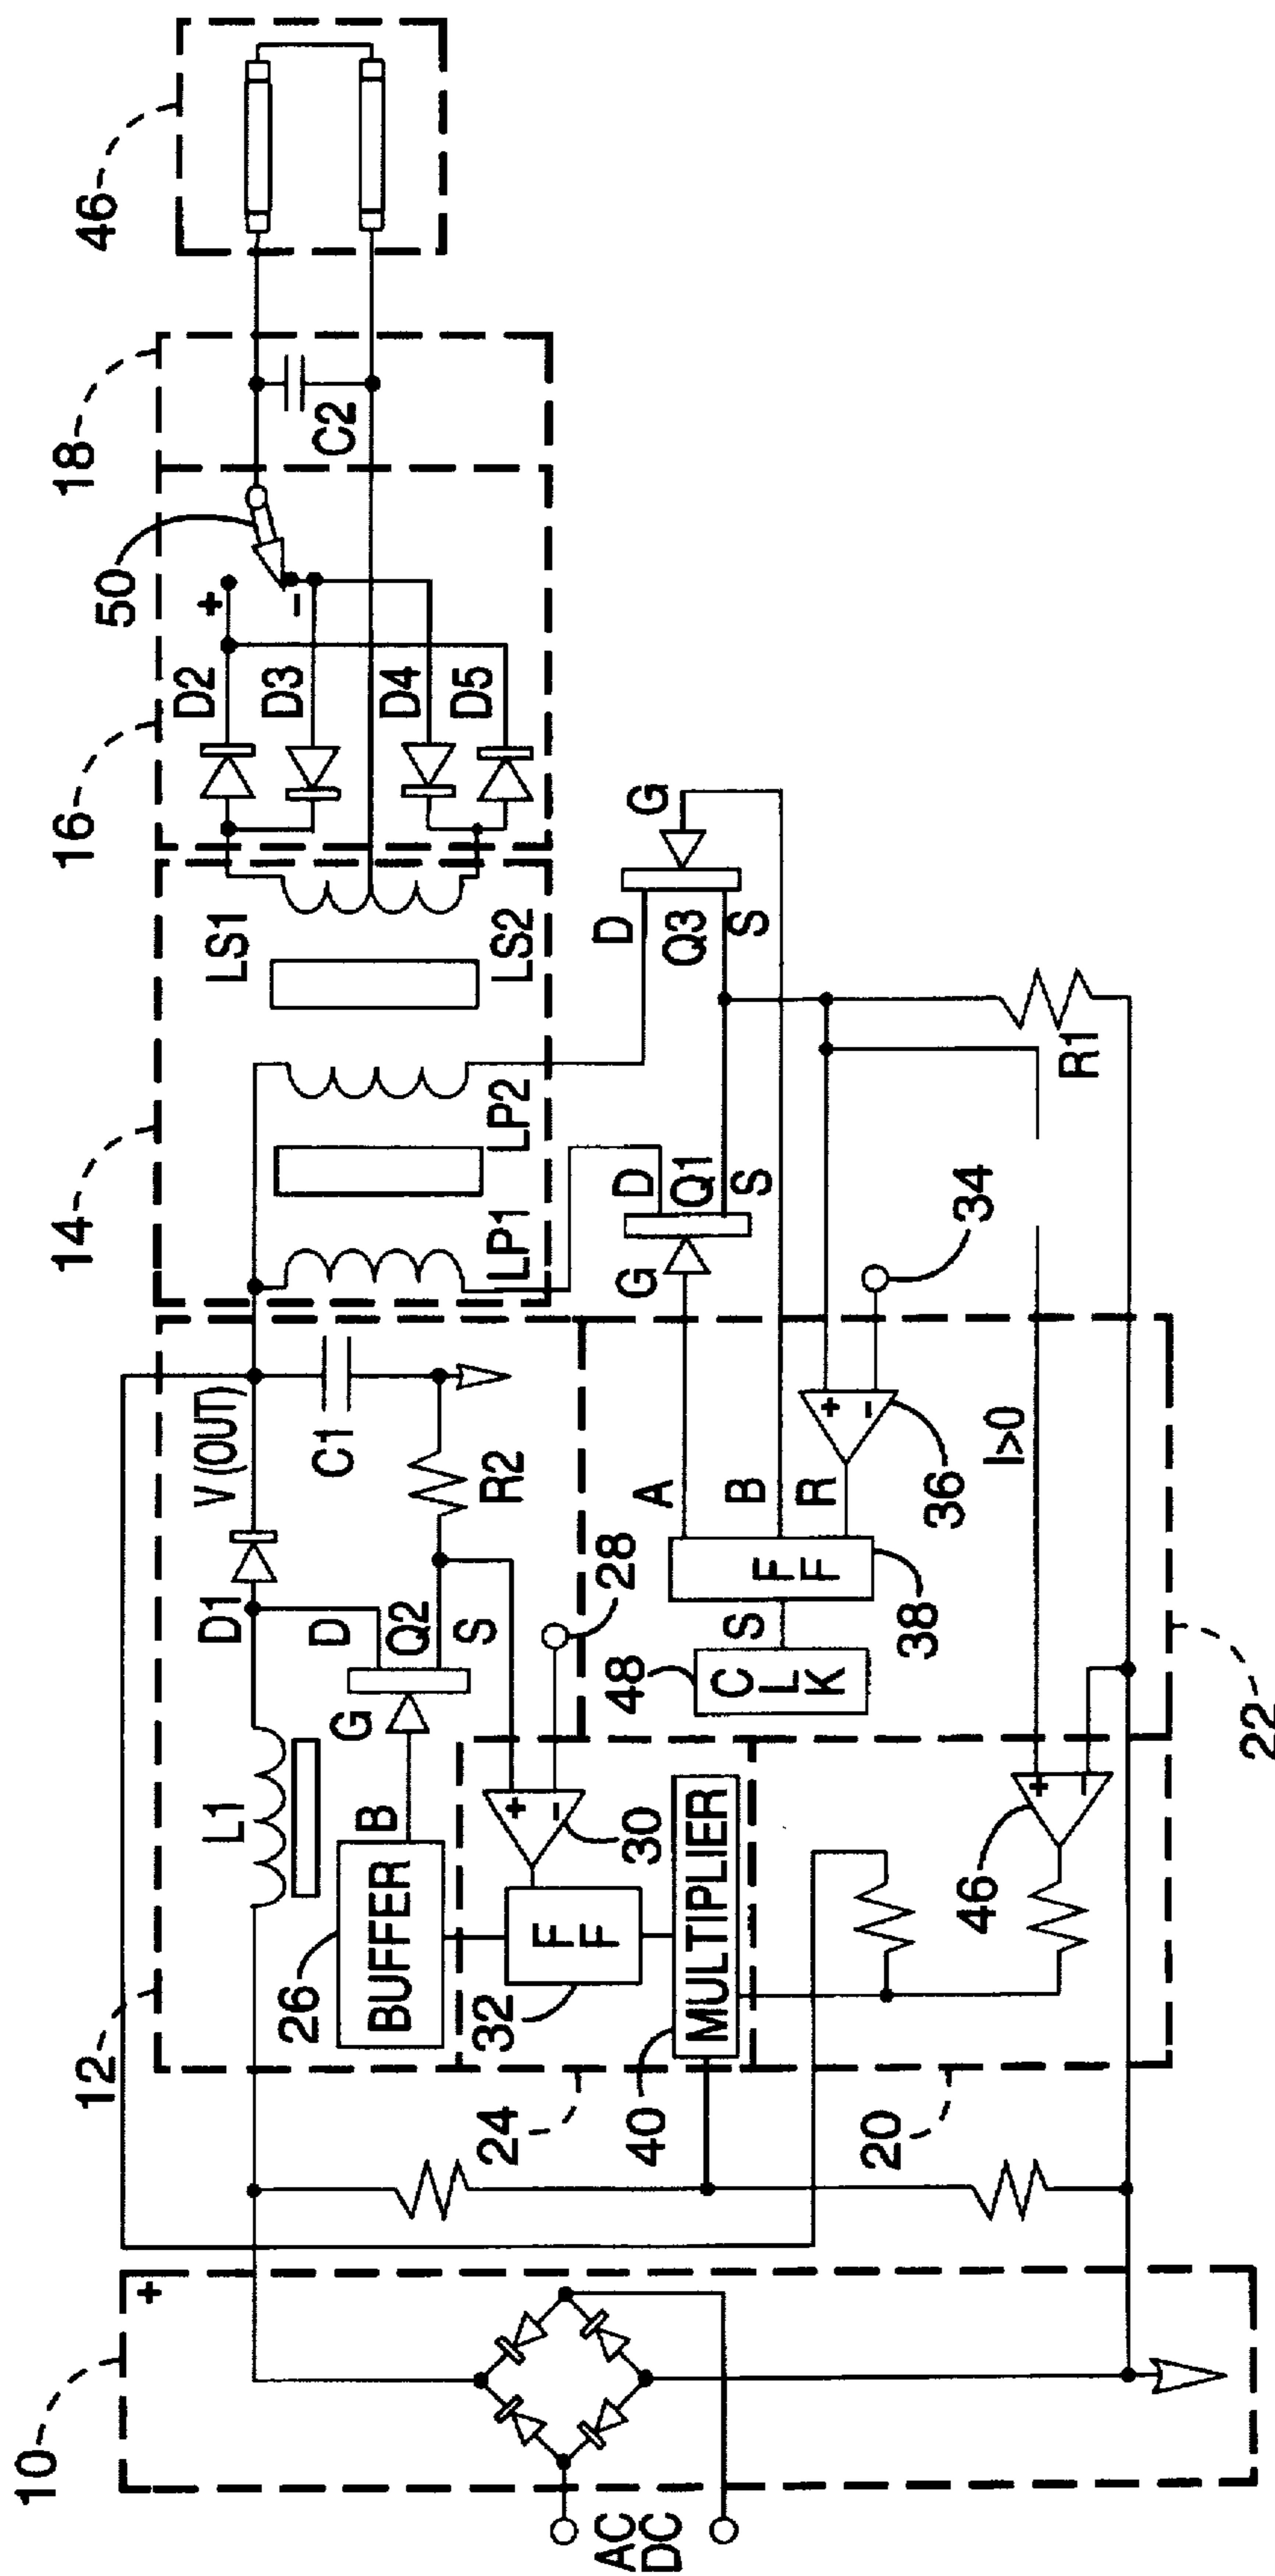 10
12
14
16
50
18
46
+
L1
D1
V (OUT)
C1
LP1
LP2
LS1
LS2
D2
D3
D4
D5
+
-
C2
26
BUFFER
B
G
D
Q2
S
R2
24
32
FF
+
-
30
28
40
MULTIPLIER
48
CLK
S
FF
38
A
B
R
+
-
36
34
G
D
Q1
S
D
Q3
S
G
R1
I>0
46
+
-
20
22
AC
DC